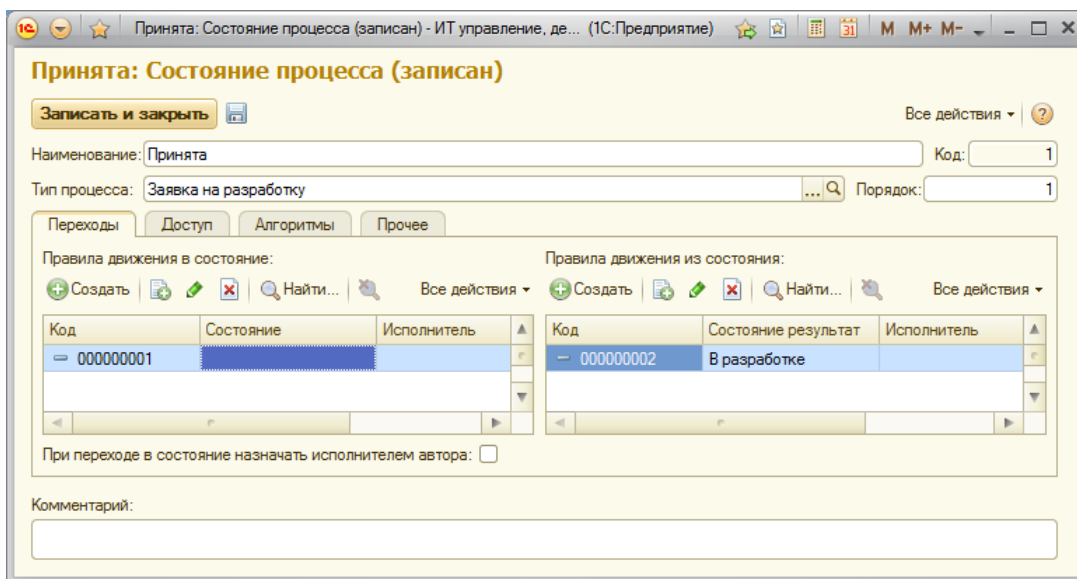 1С Принята: Состояние процесса (записан) - ИТ управление, де... (1С:Предприятие) 31 M M+ M-
Принята: Состояние процесса (записан)
Записать и закрыть Все действия ?
Наименование: Принята Код: 1
Тип процесса: Заявка на разработку ... Порядок: 1
Переходы Доступ Алгоритмы Прочее
Правила движения в состояние: Правила движения из состояния:
Создать Найти... Все действия Создать Найти... Все действия
Код Состояние Исполнитель Код Состояние результат Исполнитель
000000001 000000002 В разработке
При переходе в состояние назначать исполнителем автора:
Комментарий: